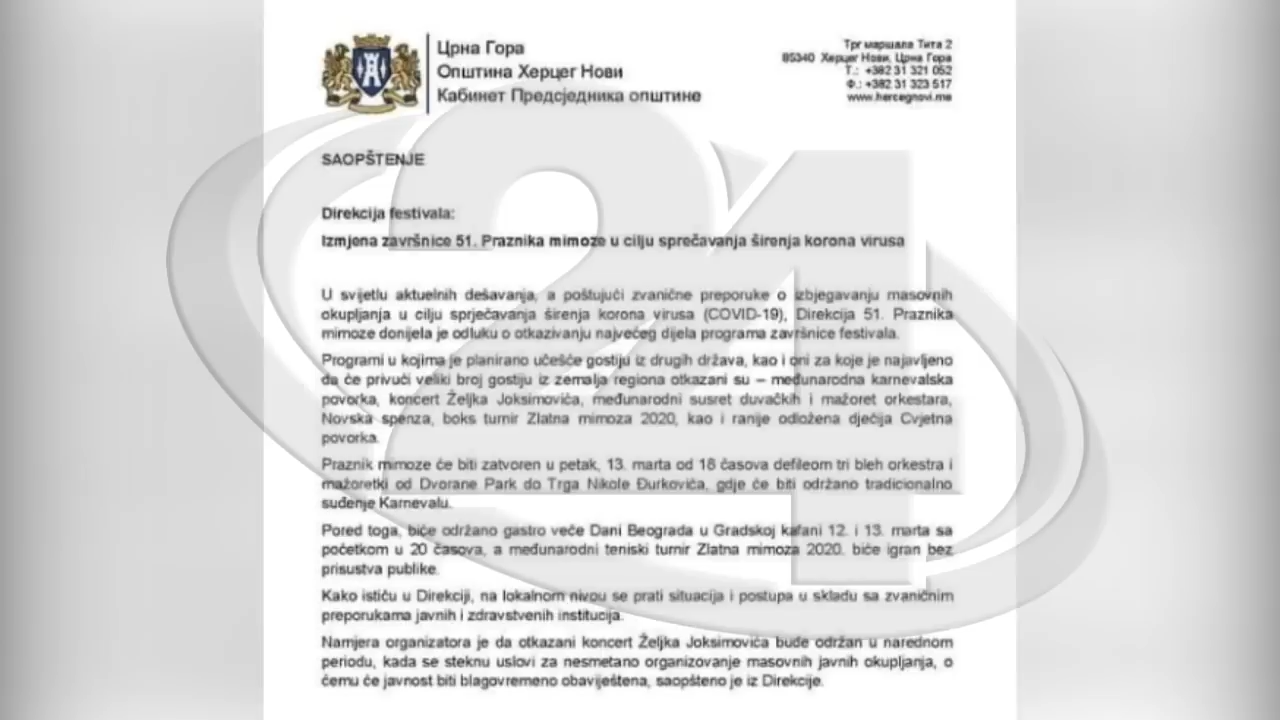 Црна Гора
Општина Херцег Нови
Кабинет Предсједника општине
Трг маршала Тита 2
85340 Херцег Нови, Црна Гора
Т.: +382 31 321 052
Ф.: +382 31 323 517
www.hercegnovi.me
SAOPŠTENJE
Direkcija festivala:
Izmjena završnice 51. Praznika mimoze u cilju sprečavanja širenja korona virusa
U svijetlu aktuelnih dešavanja, a poštujući zvanične preporuke o izbjegavanju masovnih
okupljanja u cilju sprječavanja širenja korona virusa (COVID-19), Direkcija 51. Praznika
mimoze donijela je odluku o otkazivanju najvećeg dijela programa završnice festivala.
Programi u kojima je planirano učešće gostiju iz drugih država, kao i oni za koje je najavljeno
da će privući veliki broj gostiju iz zemalja regiona otkazani su – međunarodna karnevalska
povorka, koncert Željka Joksimovića, međunarodni susret duvačkih i mažoret orkestara,
Novska spenza, boks turnir Zlatna mimoza 2020, kao i ranije odložena dječija Cvjetna
povorka.
Praznik mimoze će biti zatvoren u petak, 13. marta od 18 časova defileom tri bleh orkestra i
mažoretki od Dvorane Park do Trga Nikole Đurkovića, gdje će biti održano tradicionalno
suđenje Karnevalu.
Pored toga, biće održano gastro veče Dani Beograda u Gradskoj kafani 12. i 13. marta sa
početkom u 20 časova, a međunarodni teniski turnir Zlatna mimoza 2020. biće igran bez
prisustva publike.
Kako ističu u Direkciji, na lokalnom nivou se prati situacija i postupa u skladu sa zvaničnim
preporukama javnih i zdravstvenih institucija.
Namjera organizatora je da otkazani koncert Željka Joksimovića bude održan u narednom
periodu, kada se steknu uslovi za nesmetano organizovanje masovnih javnih okupljanja, o
čemu će javnost biti blagovremeno obaviještena, saopšteno je iz Direkcije.
24